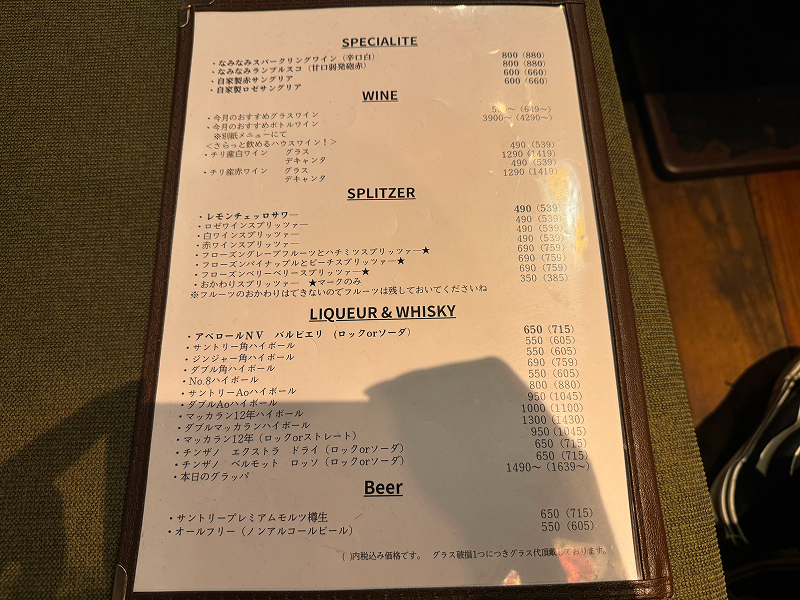 SPECIALITE
・なみなみスパークリングワイン（辛口白） 800（880）
・なみなみランブルスコ（甘口弱発砲赤） 800（880）
・自家製赤サングリア 600（660）
・自家製ロゼサングリア 600（660）
WINE
・今月のおすすめグラスワイン ～（649～）
・今月のおすすめボトルワイン 3900～（4290～）
※別紙メニューにて
＜さらっと飲めるハウスワイン！＞
・チリ産白ワイン グラス 490（539）
デキャンタ 1290（1419）
・チリ産赤ワイン グラス 490（539）
デキャンタ 1290（1419）
SPLITZER
・レモンチェッロサワー 490（539）
・ロゼワインスプリッツァー 490（539）
・白ワインスプリッツァー 490（539）
・赤ワインスプリッツァー 490（539）
・フローズングレープフルーツとハチミツスプリッツァー★ 690（759）
・フローズンパイナップルとピーチスプリッツァー★ 690（759）
・フローズンベリーベリースプリッツァー★ 690（759）
・おかわりスプリッツァー ★マークのみ 350（385）
※フルーツのおかわりはできないのでフルーツは残しておいてくださいね
LIQUEUR & WHISKY
・アペロールNV バルビエリ （ロックorソーダ） 650（715）
・サントリー角ハイボール 550（605）
・ジンジャー角ハイボール 550（605）
・ダブル角ハイボール 690（759）
・No.8ハイボール 550（605）
・サントリーAoハイボール 800（880）
・ダブルAoハイボール 950（1045）
・マッカラン12年ハイボール 1000（1100）
・ダブルマッカランハイボール 1300（1430）
・マッカラン12年（ロックorストレート） 950（1045）
・チンザノ エクストラ ドライ（ロックorソーダ） 650（715）
・チンザノ ベルモット ロッソ（ロックorソーダ） 650（715）
・本日のグラッパ 1490～（1639～）
Beer
・サントリープレミアムモルツ樽生 650（715）
・オールフリー（ノンアルコールビール） 550（605）
（ ）内税込み価格です。 グラス破損1つにつきグラス代頂戴しております。